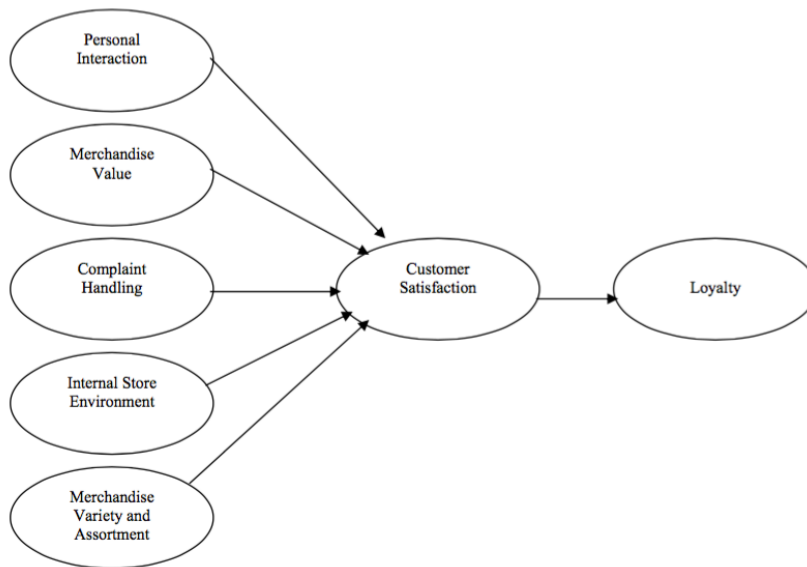 Personal
Interaction
Merchandise
Value
Complaint
Handling
Customer
Satisfaction
Loyalty
Internal Store
Environment
Merchandise
Variety and
Assortment